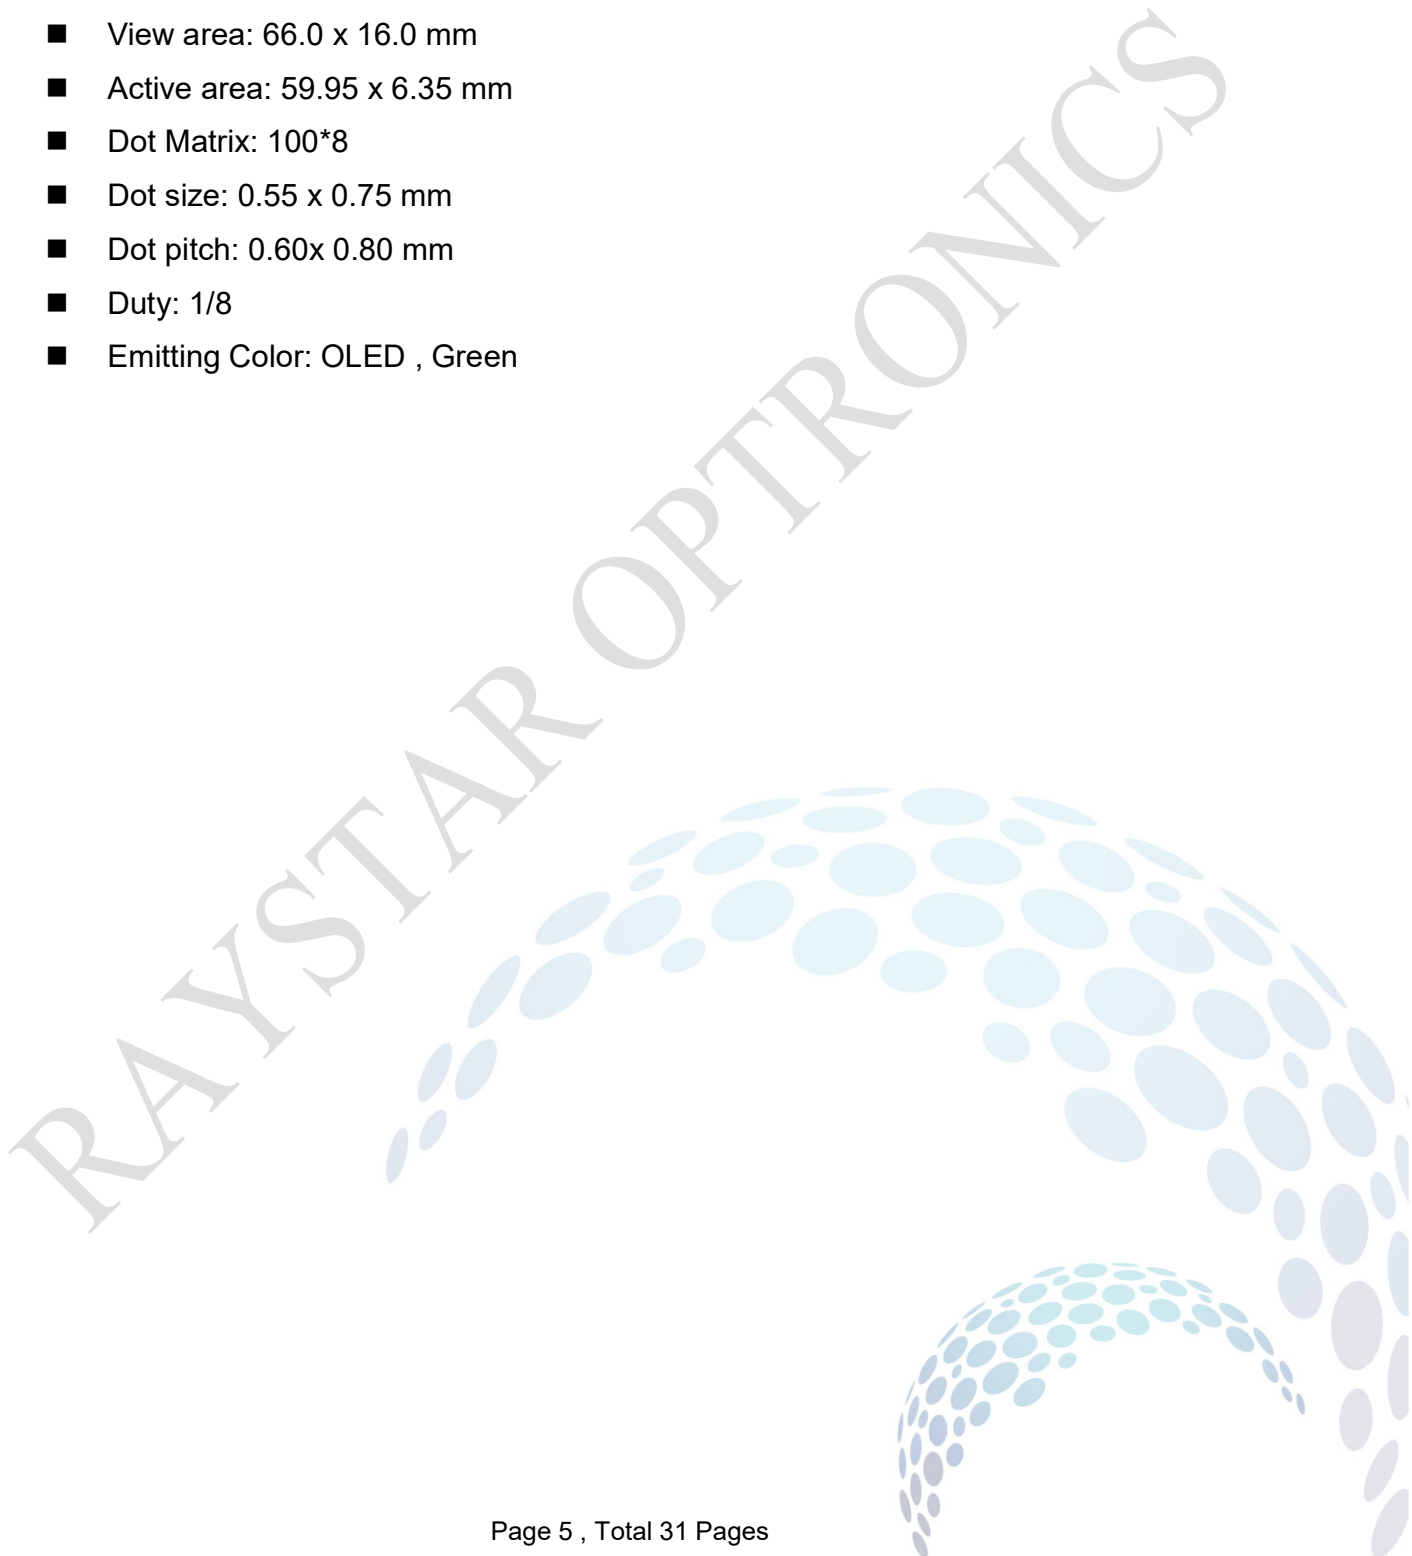 ■ View area: 66.0 x 16.0 mm
■ Active area: 59.95 x 6.35 mm
■ Dot Matrix: 100*8
■ Dot size: 0.55 x 0.75 mm
■ Dot pitch: 0.60x 0.80 mm
■ Duty: 1/8
■ Emitting Color: OLED , Green
RAYSTAR OPTRONICS
Page 5 , Total 31 Pages